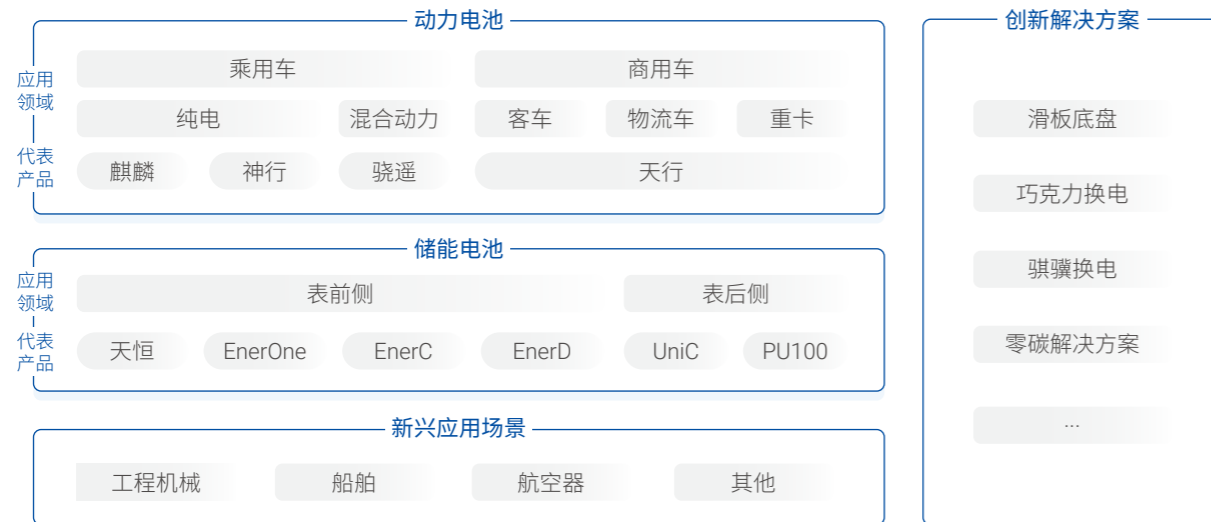 动力电池
应用
领域
乘用车 商用车
纯电 混合动力 客车 物流车 重卡
代表
产品
麒麟 神行 骁遥 天行
储能电池
应用
领域
表前侧 表后侧
代表
产品
天恒 EnerOne EnerC EnerD UniC PU100
新兴应用场景
工程机械 船舶 航空器 其他
创新解决方案
滑板底盘
巧克力换电
骐骥换电
零碳解决方案
...